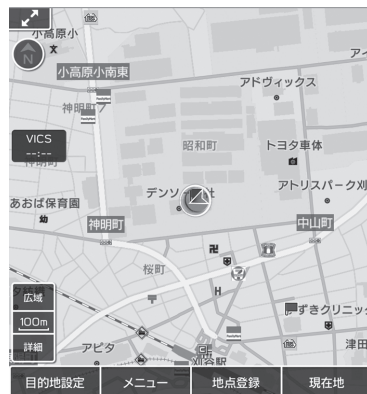 小高原小
N
小高原小南東
アドヴィックス
神明町
VICS
--:--
昭和町
トヨタ車体
デンソー
アトリスパーク刈
あおば保育園
幼
神明町
中山町
桜町
広域
100m
詳細
H
ずきクリニッ
アピタ
刈谷駅
津田
目的地設定
メニュー
地点登録
現在地